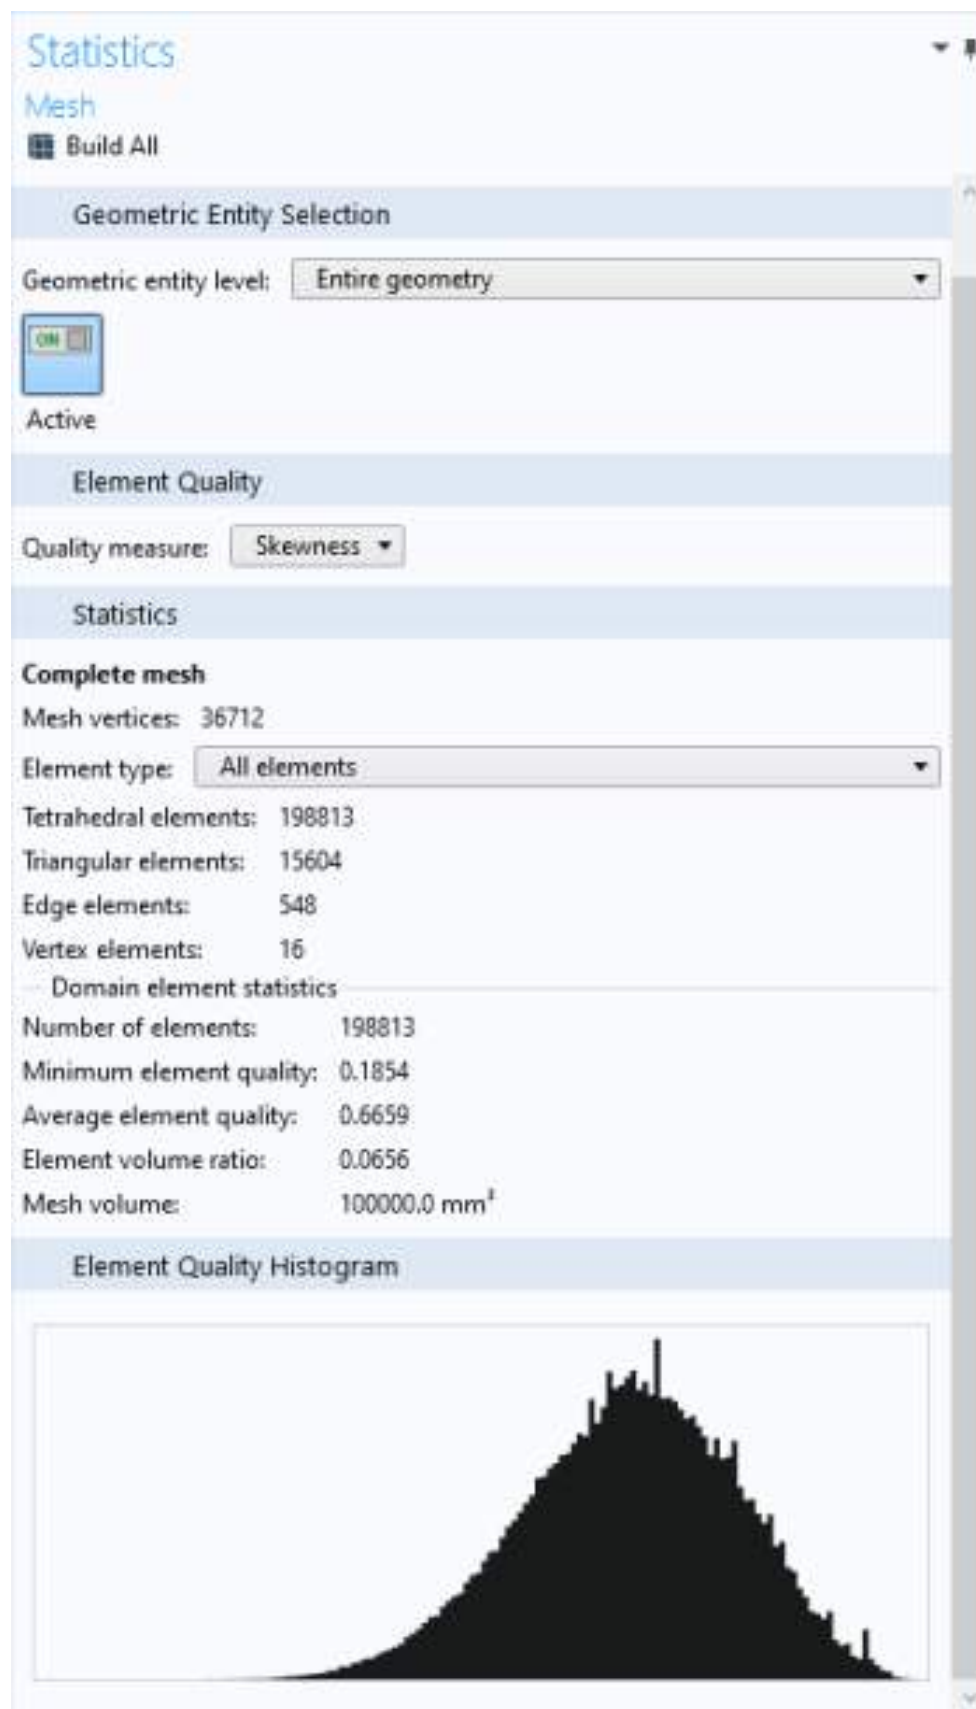 Statistics
Mesh
Build All
Geometric Entity Selection
Geometric entity level: Entire geometry
ON
Active
Element Quality
Quality measure: Skewness
Statistics
Complete mesh
Mesh vertices: 36712
Element type: All elements
Tetrahedral elements: 198813
Triangular elements: 15604
Edge elements: 548
Vertex elements: 16
Domain element statistics
Number of elements: 198813
Minimum element quality: 0.1854
Average element quality: 0.6659
Element volume ratio: 0.0656
Mesh volume: 100000.0 mm³
Element Quality Histogram